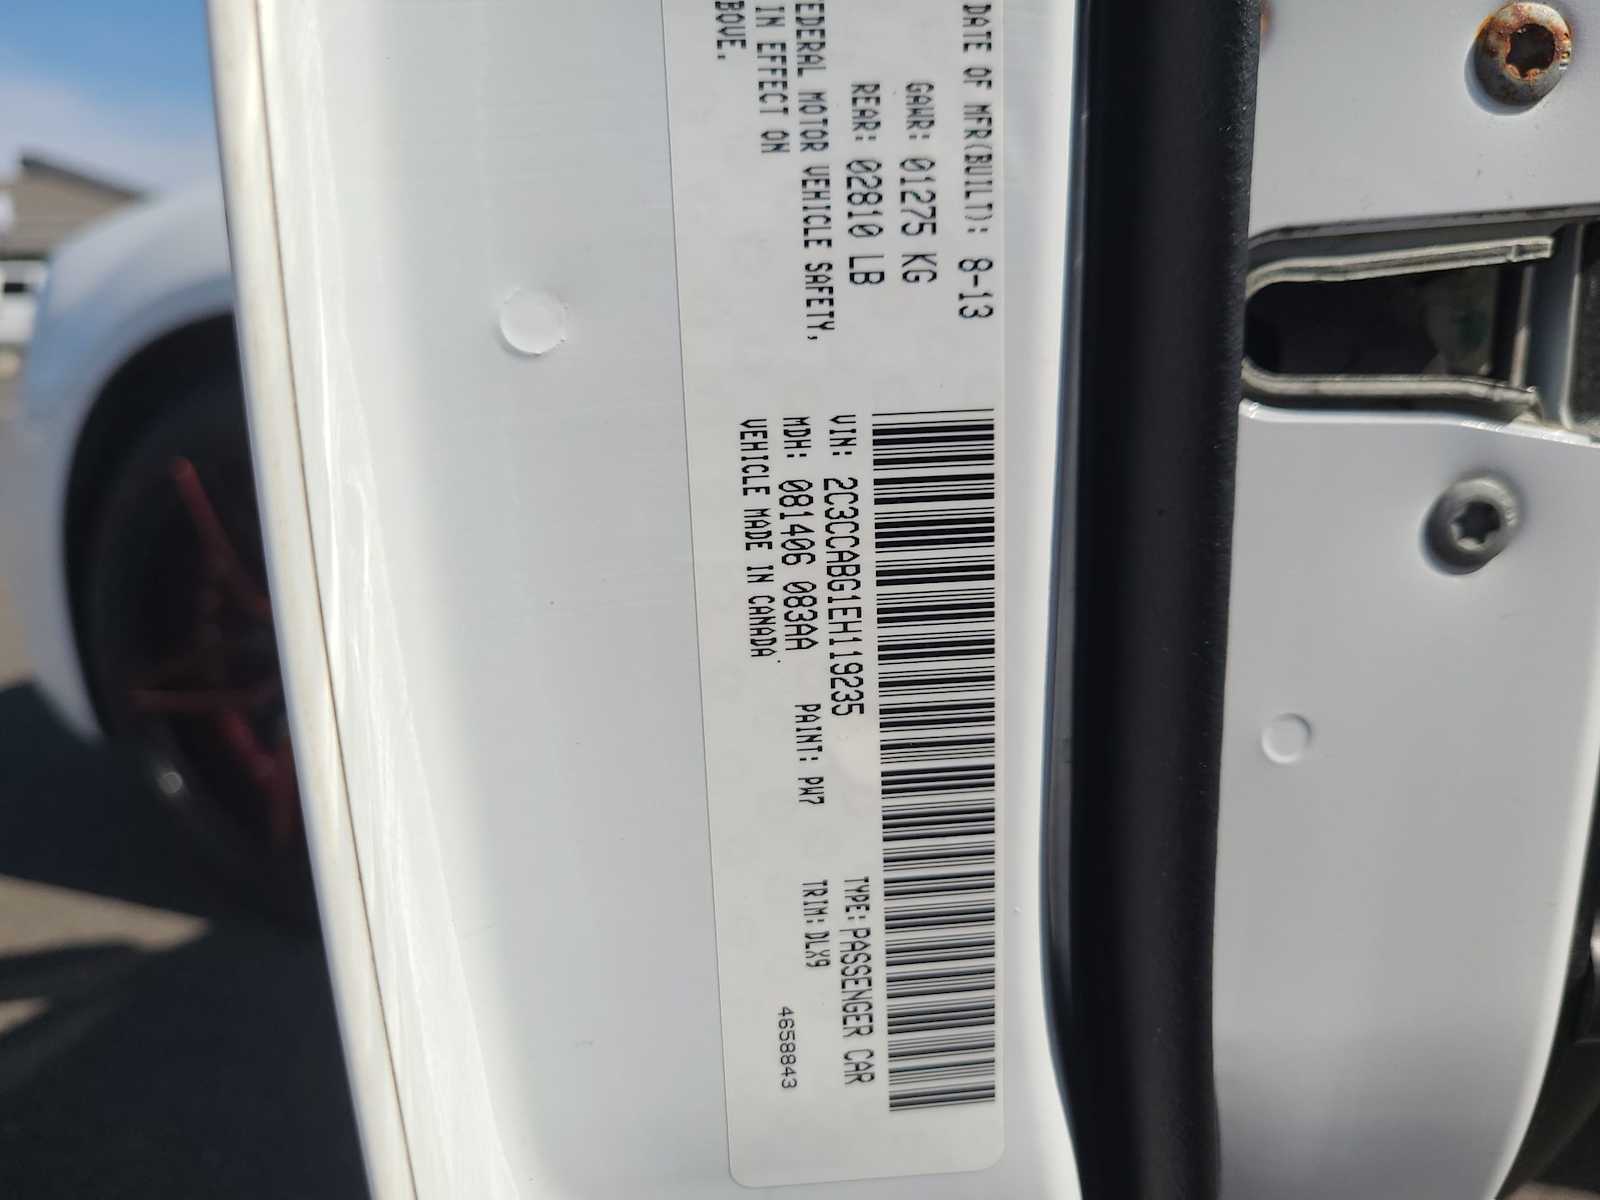 DATE OF MFR(BUILT): 8-13
GAWR: 01275 KG
REAR: 02810 LB
EDERAL MOTOR VEHICLE SAFETY,
IN EFFECT ON
BOVE.
VIN: 2C3CCABG1EH119235
TYPE: PASSENGER CAR
MDH: 081406 083AA
PAINT: PW7
TRIM: DLX9
VEHICLE MADE IN CANADA
4658843